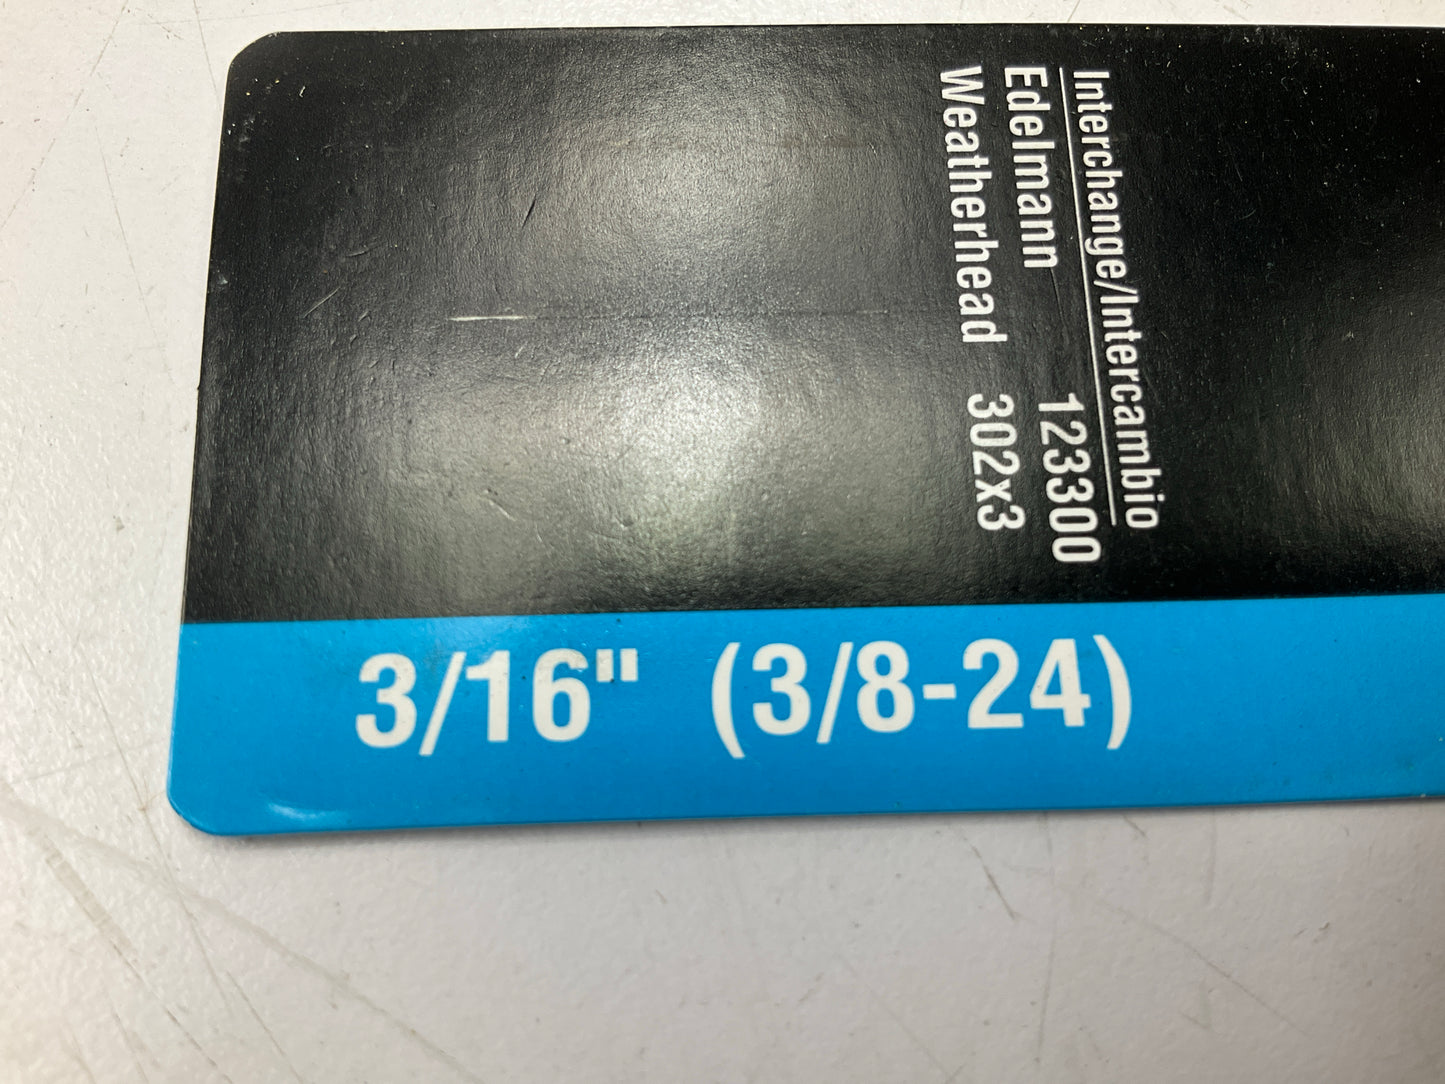 Interchange/Intercambio
Edelmann 123300
Weatherhead 302x3
3/16" (3/8-24)